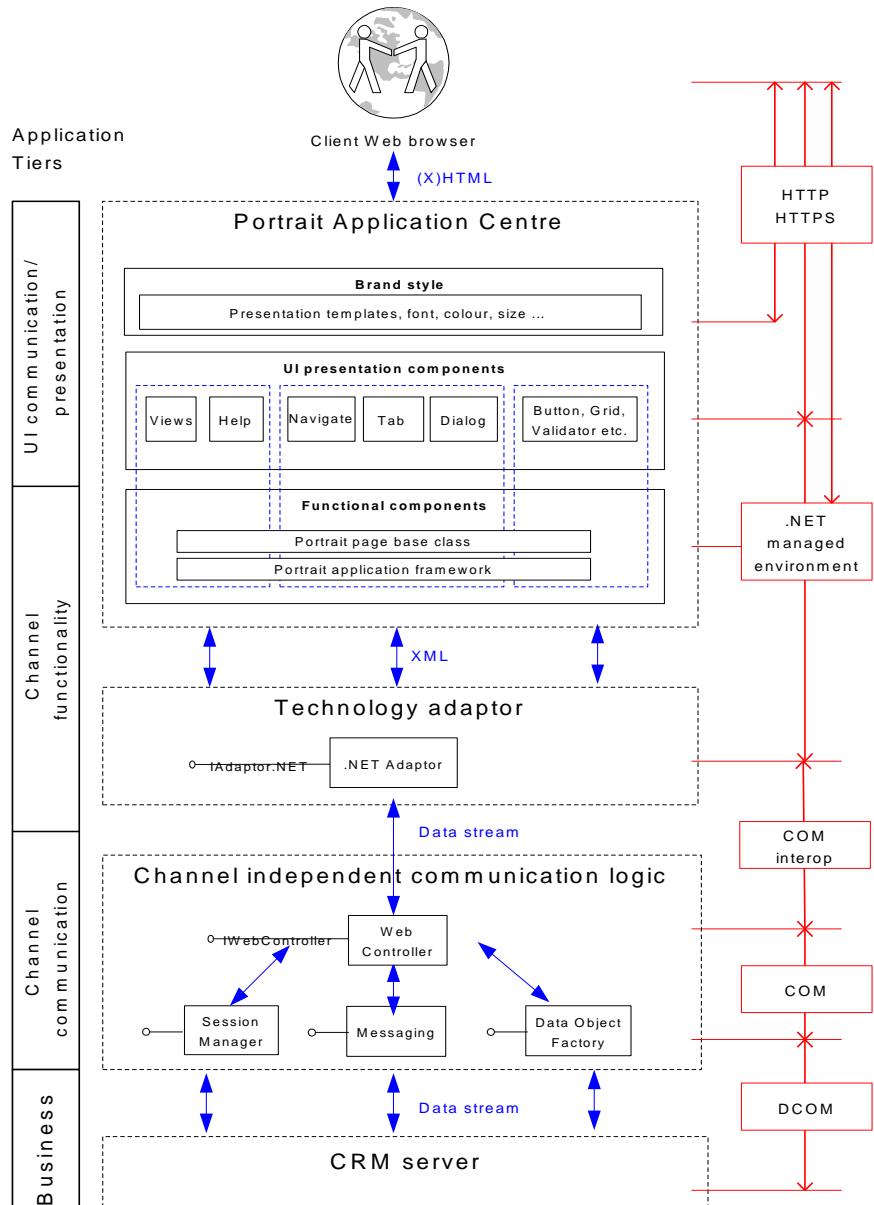 Client Web browser
Application
Tiers
(X)HTML
HTTP
HTTPS
UI communication/
presentation
Portrait Application Centre
Brand style
Presentation templates, font, colour, size ...
UI presentation components
Views
Help
Navigate
Tab
Dialog
Button, Grid,
Validator etc.
Functional components
Portrait page base class
Portrait application framework
.NET
managed
environment
Channel
functionality
XML
Technology adaptor
IAdaptor.NET
.NET Adaptor
Data stream
COM
interop
Channel
communication
Channel independent communication logic
IWebController
Web
Controller
Session
Manager
Messaging
Data Object
Factory
COM
Data stream
DCOM
Business
CRM server